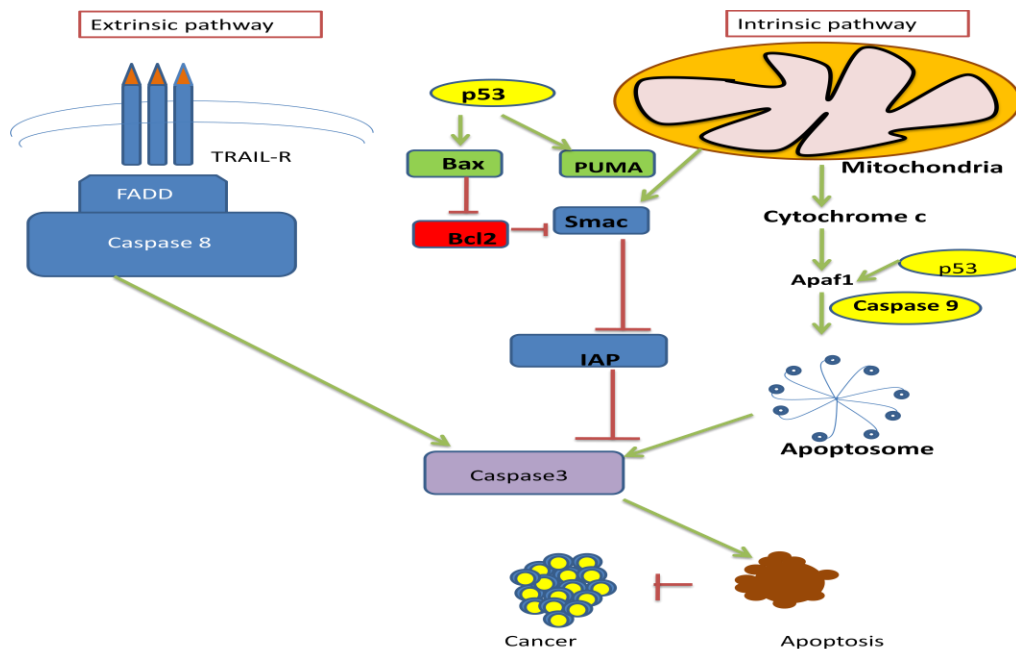 Extrinsic pathway
Intrinsic pathway
p53
TRAIL-R
Bax
PUMA
Mitochondria
FADD
Smac
Cytochrome c
Bcl2
Caspase 8
p53
Apaf1
Caspase 9
IAP
Apoptosome
Caspase3
Cancer
Apoptosis